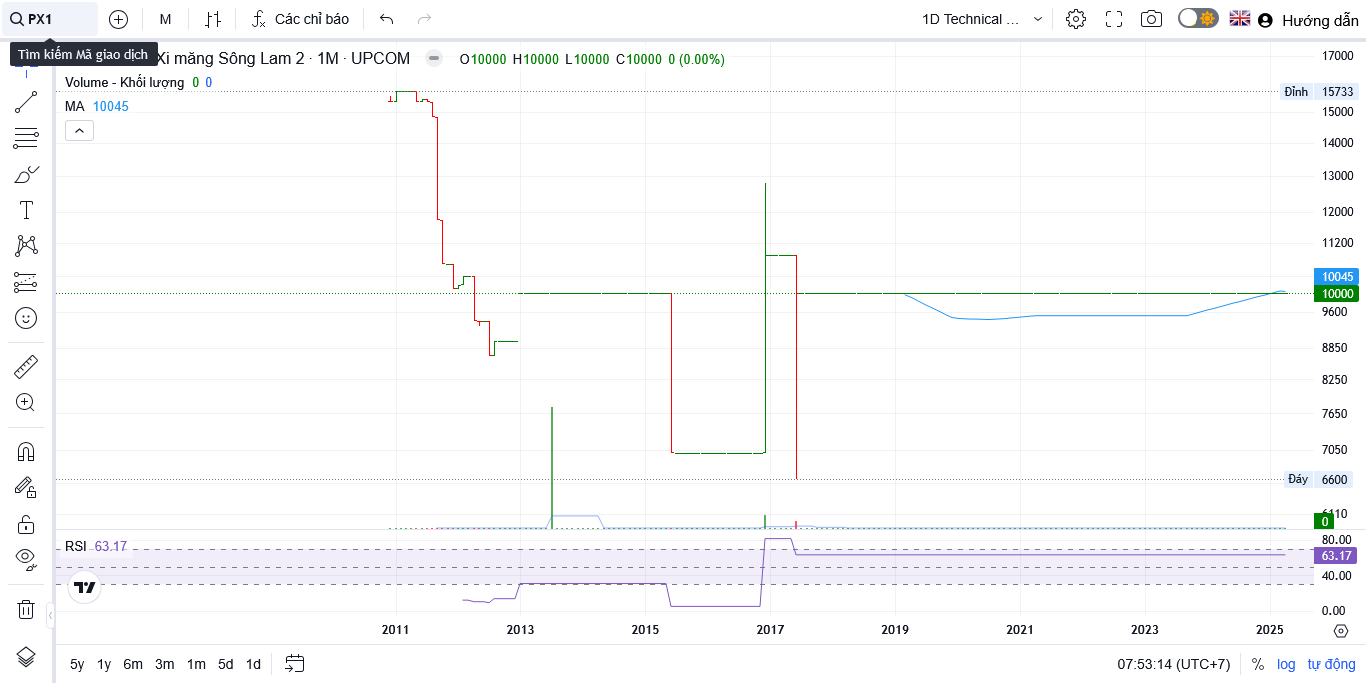 PX1
M
Các chỉ báo
1D Technical ...
Hướng dẫn
Tìm kiếm Mã giao dịch
Xi măng Sông Lam 2 · 1M · UPCOM
O10000 H10000 L10000 C10000 0 (0.00%)
Volume - Khối lượng 0 0
MA 10045
17000
Đỉnh 15733
15000
14000
13000
12000
11200
10045
10000
9600
8850
8250
7650
7050
Đáy 6600
6110
0
RSI 63.17
80.00
63.17
40.00
0.00
2011 2013 2015 2017 2019 2021 2023 2025
5y 1y 6m 3m 1m 5d 1d
07:53:14 (UTC+7) % log tự động